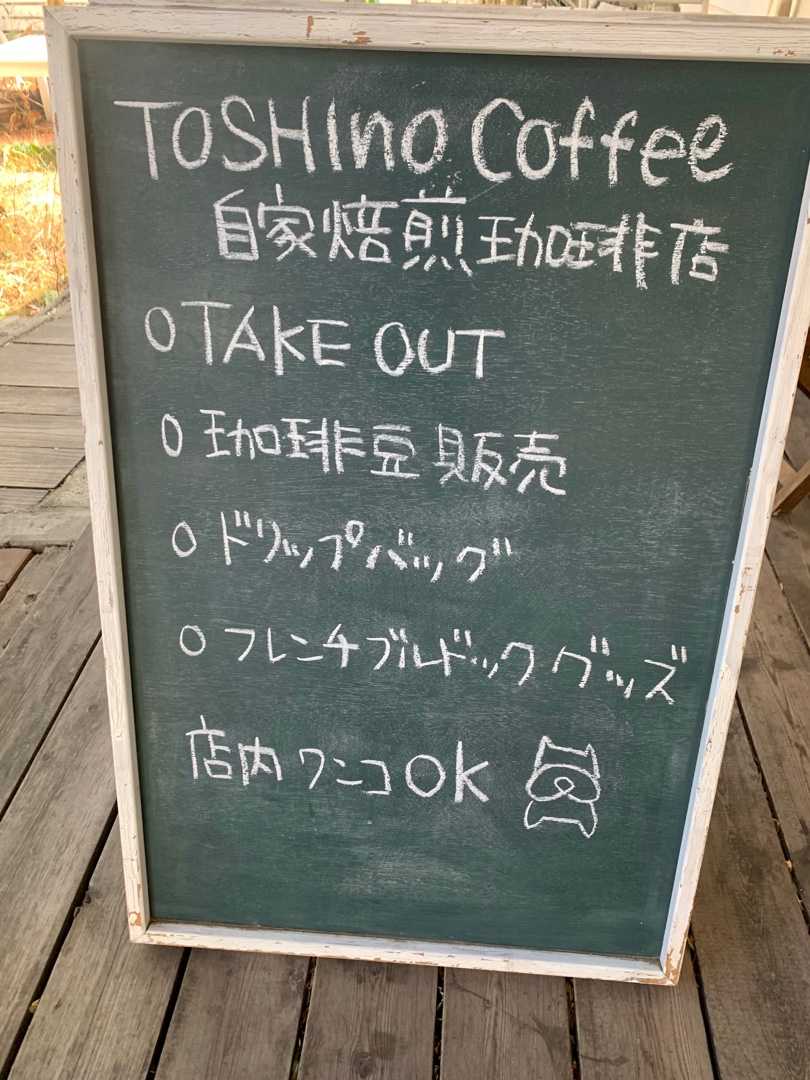 TOSHINO Coffee
自家焙煎珈琲店
○TAKE OUT
○珈琲豆販売
○ドリップバッグ
○フレンチブルドックグッズ
店内ワンコOK